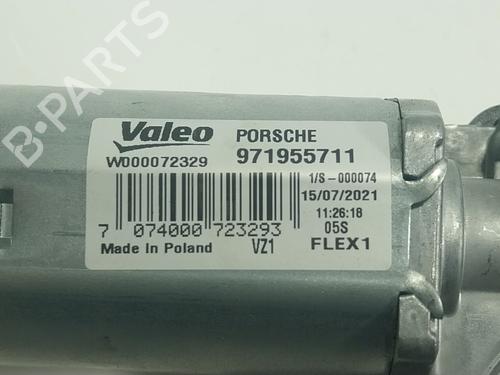 Valeo PORSCHE
W000072329 971955711
1/S-000074
15/07/2021
11:26:18
7 074000 723293 05S
Made in Poland VZ1 FLEX1
B-PARTS